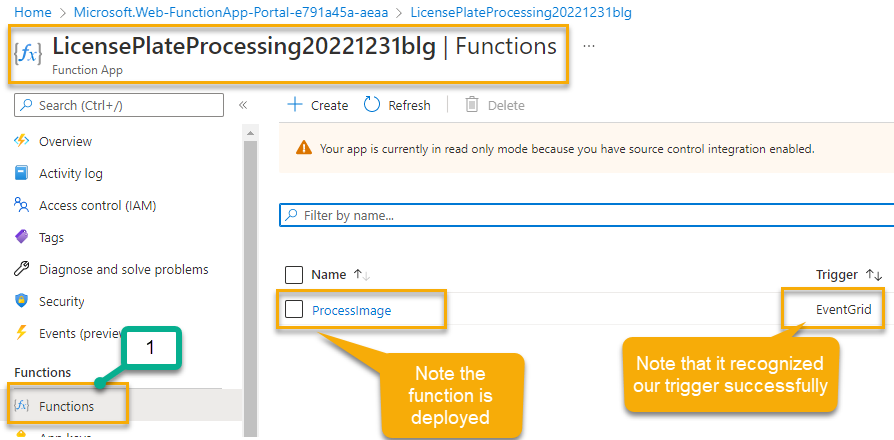 Home > Microsoft.Web-FunctionApp-Portal-e791a45a-aeaa > LicensePlateProcessing20221231blg
{fx} LicensePlateProcessing20221231blg | Functions ...
Function App
Search (Ctrl+/) «
Create Refresh Delete
Your app is currently in read only mode because you have source control integration enabled.
Overview
Activity log
Access control (IAM)
Tags
Diagnose and solve problems
Security
Events (preview
Functions
1
{fx} Functions
Filter by name...
Name ↑↓ Trigger ↑↓
ProcessImage EventGrid
Note the
function is
deployed
Note that it recognized
our trigger successfully